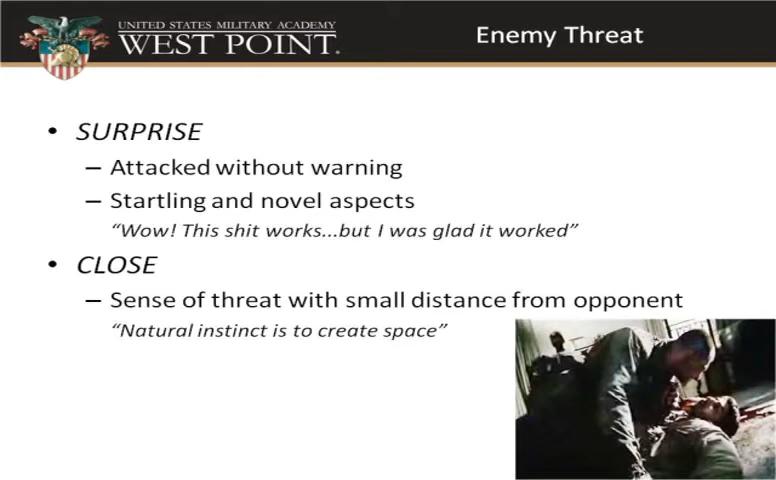 UNITED STATES MILITARY ACADEMY
WEST POINT.
Enemy Threat
• SURPRISE
– Attacked without warning
– Startling and novel aspects
“Wow! This shit works...but I was glad it worked”
• CLOSE
– Sense of threat with small distance from opponent
“Natural instinct is to create space”